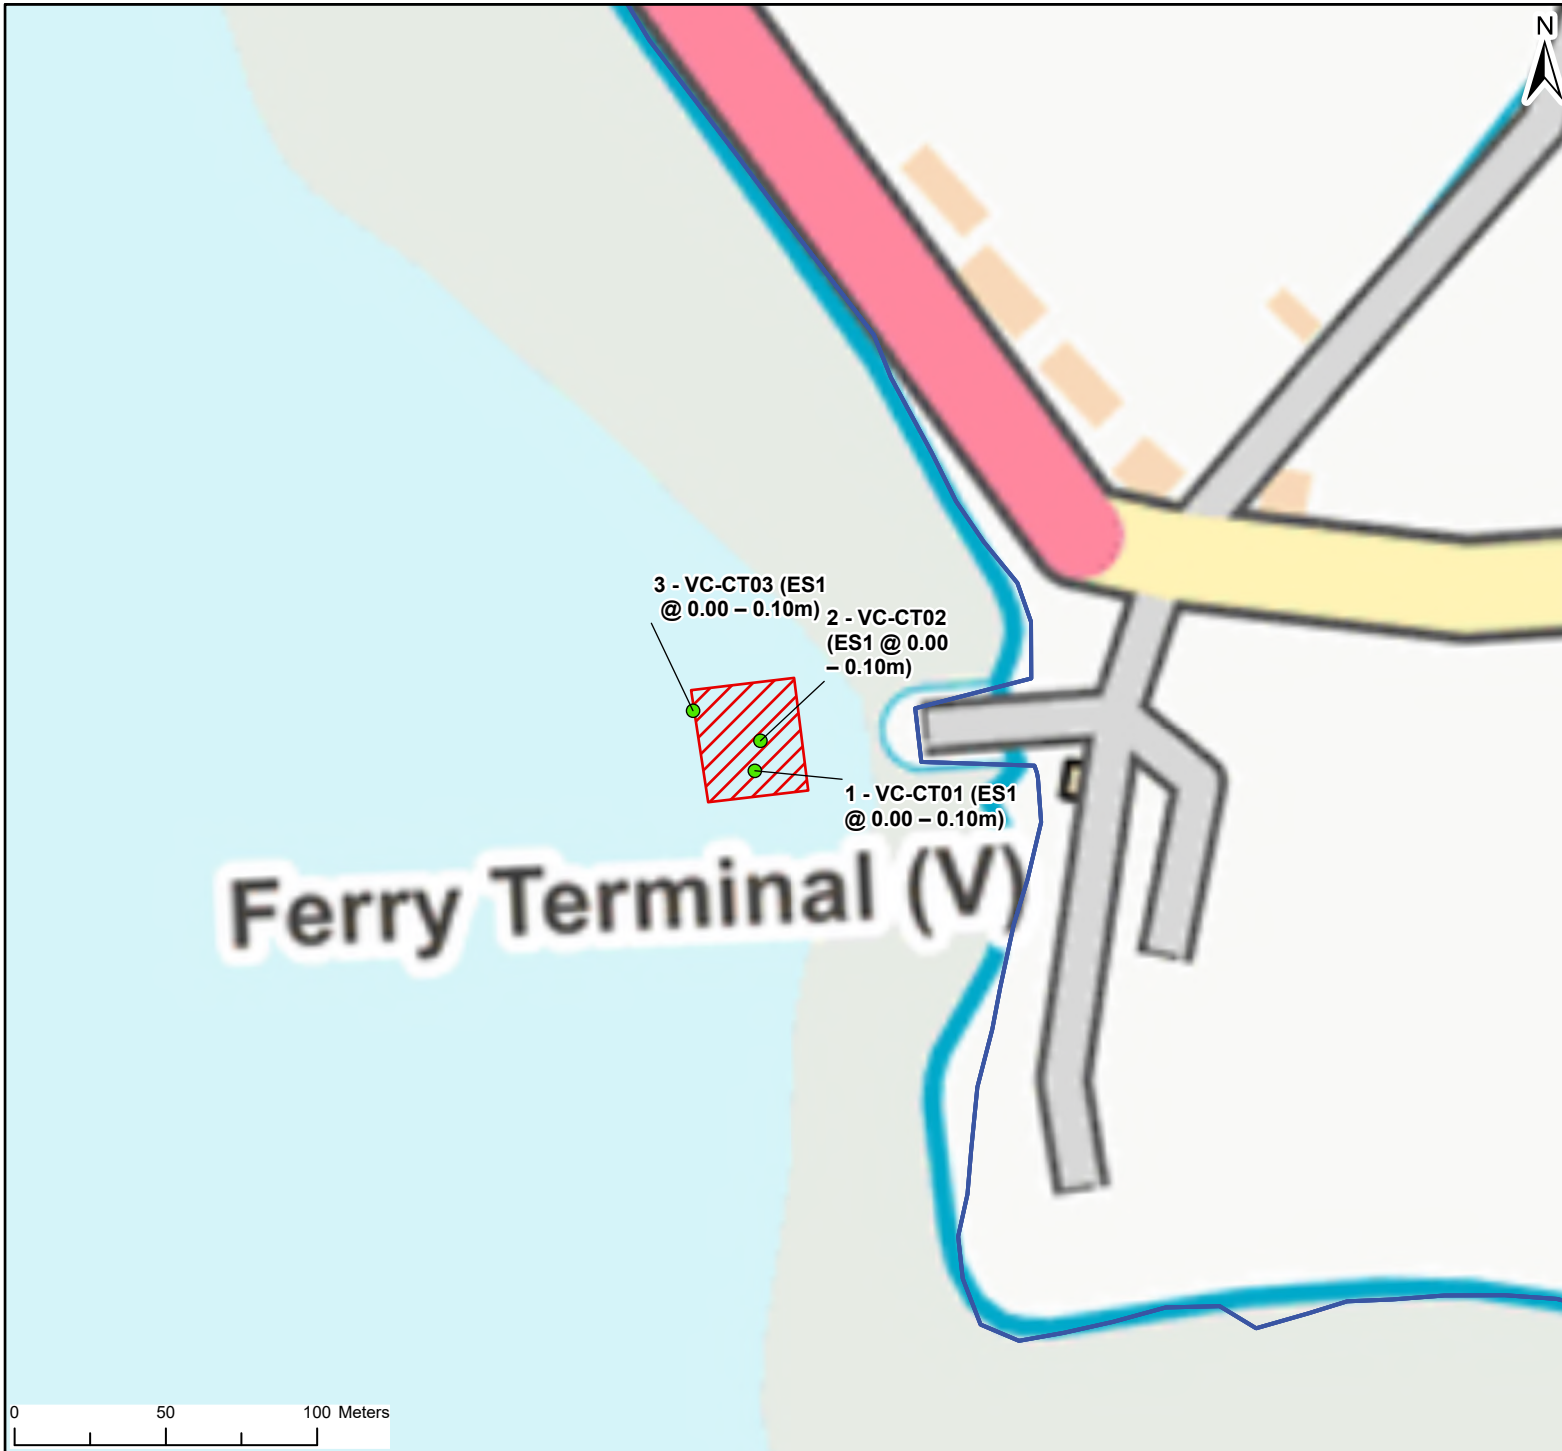 N
3 - VC-CT03 (ES1
@ 0.00 – 0.10m)
2 - VC-CT02
(ES1 @ 0.00
– 0.10m)
1 - VC-CT01 (ES1
@ 0.00 – 0.10m)
Ferry Terminal (V)
0 50 100 Meters